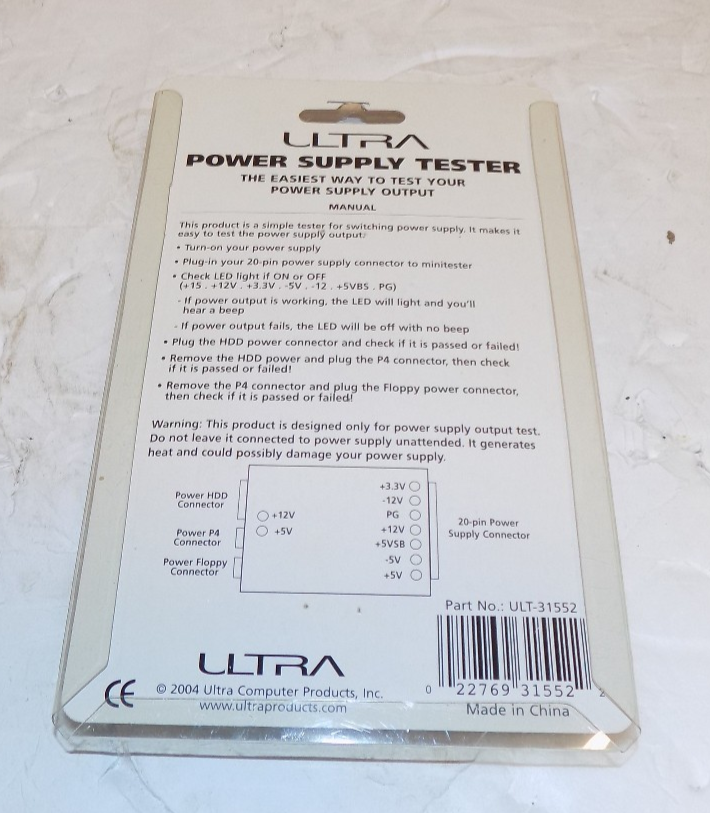 ULTRA
POWER SUPPLY TESTER
THE EASIEST WAY TO TEST YOUR
POWER SUPPLY OUTPUT
MANUAL
This product is a simple tester for switching power supply. It makes it
easy to test the power supply output:
• Turn-on your power supply
• Plug-in your 20-pin power supply connector to minitester
• Check LED light if ON or OFF
(+15 . +12V . +3.3V . -5V . -12 . +5VBS . PG)
- If power output is working, the LED will light and you'll
hear a beep
- If power output fails, the LED will be off with no beep
• Plug the HDD power connector and check if it is passed or failed!
• Remove the HDD power and plug the P4 connector, then check
if it is passed or failed!
• Remove the P4 connector and plug the Floppy power connector,
then check if it is passed or failed!
Warning: This product is designed only for power supply output test.
Do not leave it connected to power supply unattended. It generates
heat and could possibly damage your power supply.
Power HDD
Connector
Power P4
Connector
Power Floppy
Connector
+12V
+5V
+3.3V
-12V
PG
+12V
+5VSB
-5V
+5V
20-pin Power
Supply Connector
Part No.: ULT-31552
0 22769 31552 2
Made in China
ULTRA
CE © 2004 Ultra Computer Products, Inc.
www.ultraproducts.com